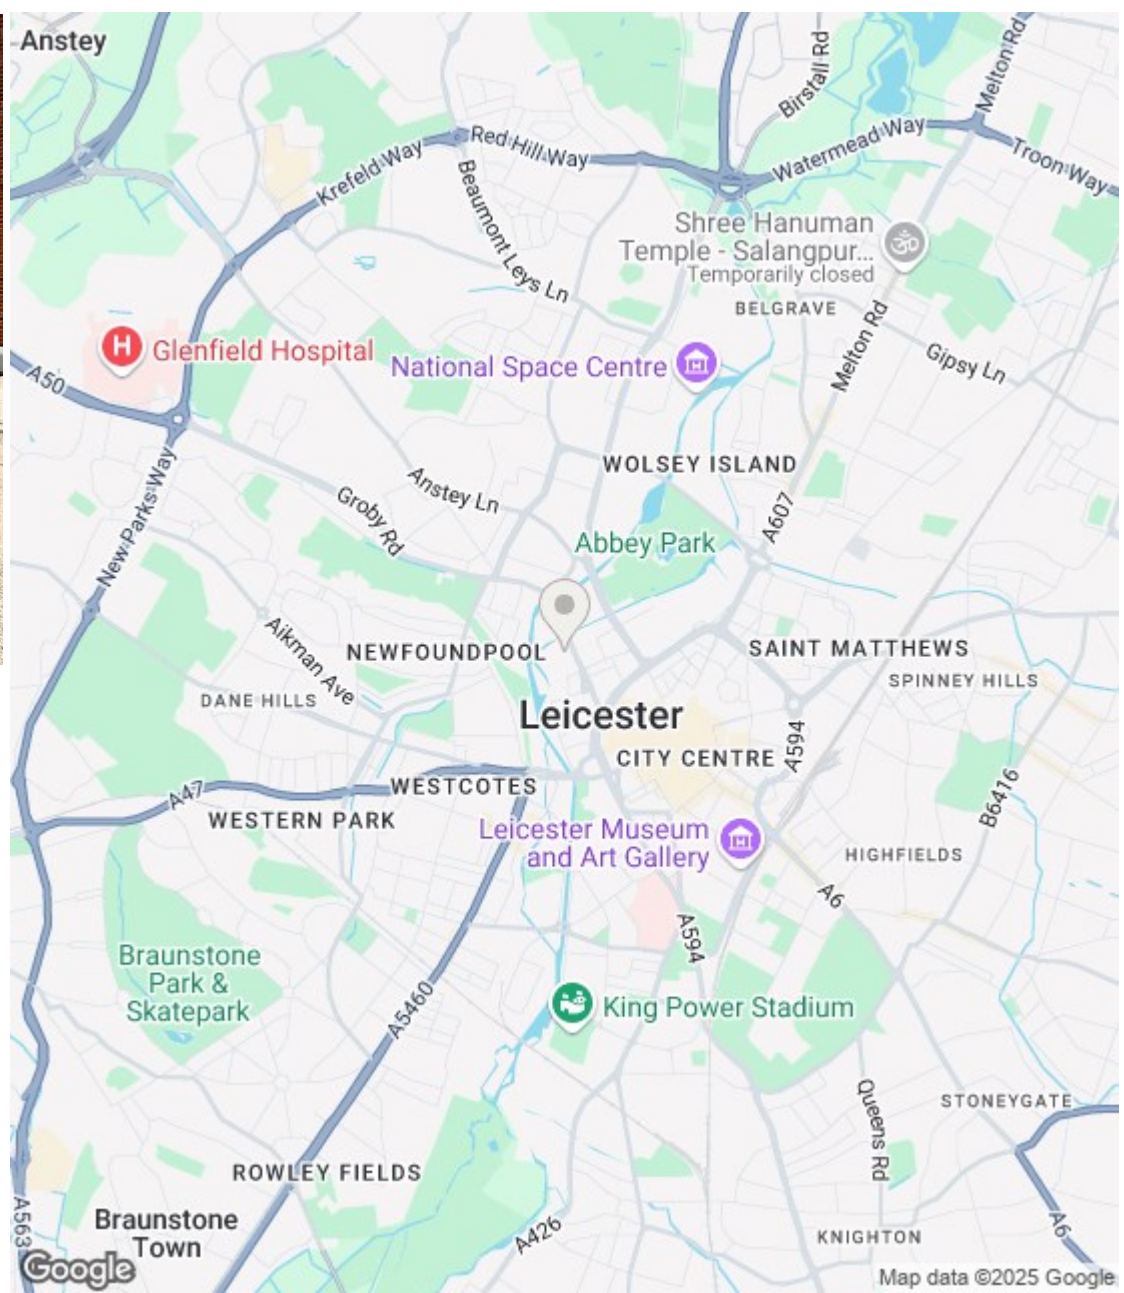 Anstey
Birstall Rd
Melton Rd
Krefeld Way
Red Hill Way
Watermead Way
Troon Way
Beaumont Leys Ln
Shree Hanuman
Temple - Salangpur...
Temporarily closed
BELGRAVE
Glenfield Hospital
H
A50
National Space Centre
Melton Rd
Gipsy Ln
New Parks Way
Anstey Ln
WOLSEY ISLAND
Groby Rd
A607
Abbey Park
Aikman Ave
NEWFOUNDPOOL
SAINT MATTHEWS
SPINNEY HILLS
DANE HILLS
Leicester
CITY CENTRE
A594
A47
WESTCOTES
B6416
WESTERN PARK
Leicester Museum
and Art Gallery
HIGHFIELDS
A6
A594
Braunstone
Park &
Skatepark
A5460
King Power Stadium
Queens Rd
STONEYGATE
ROWLEY FIELDS
A563
Braunstone
Town
A426
KNIGHTON
A6
Google
Map data ©2025 Google